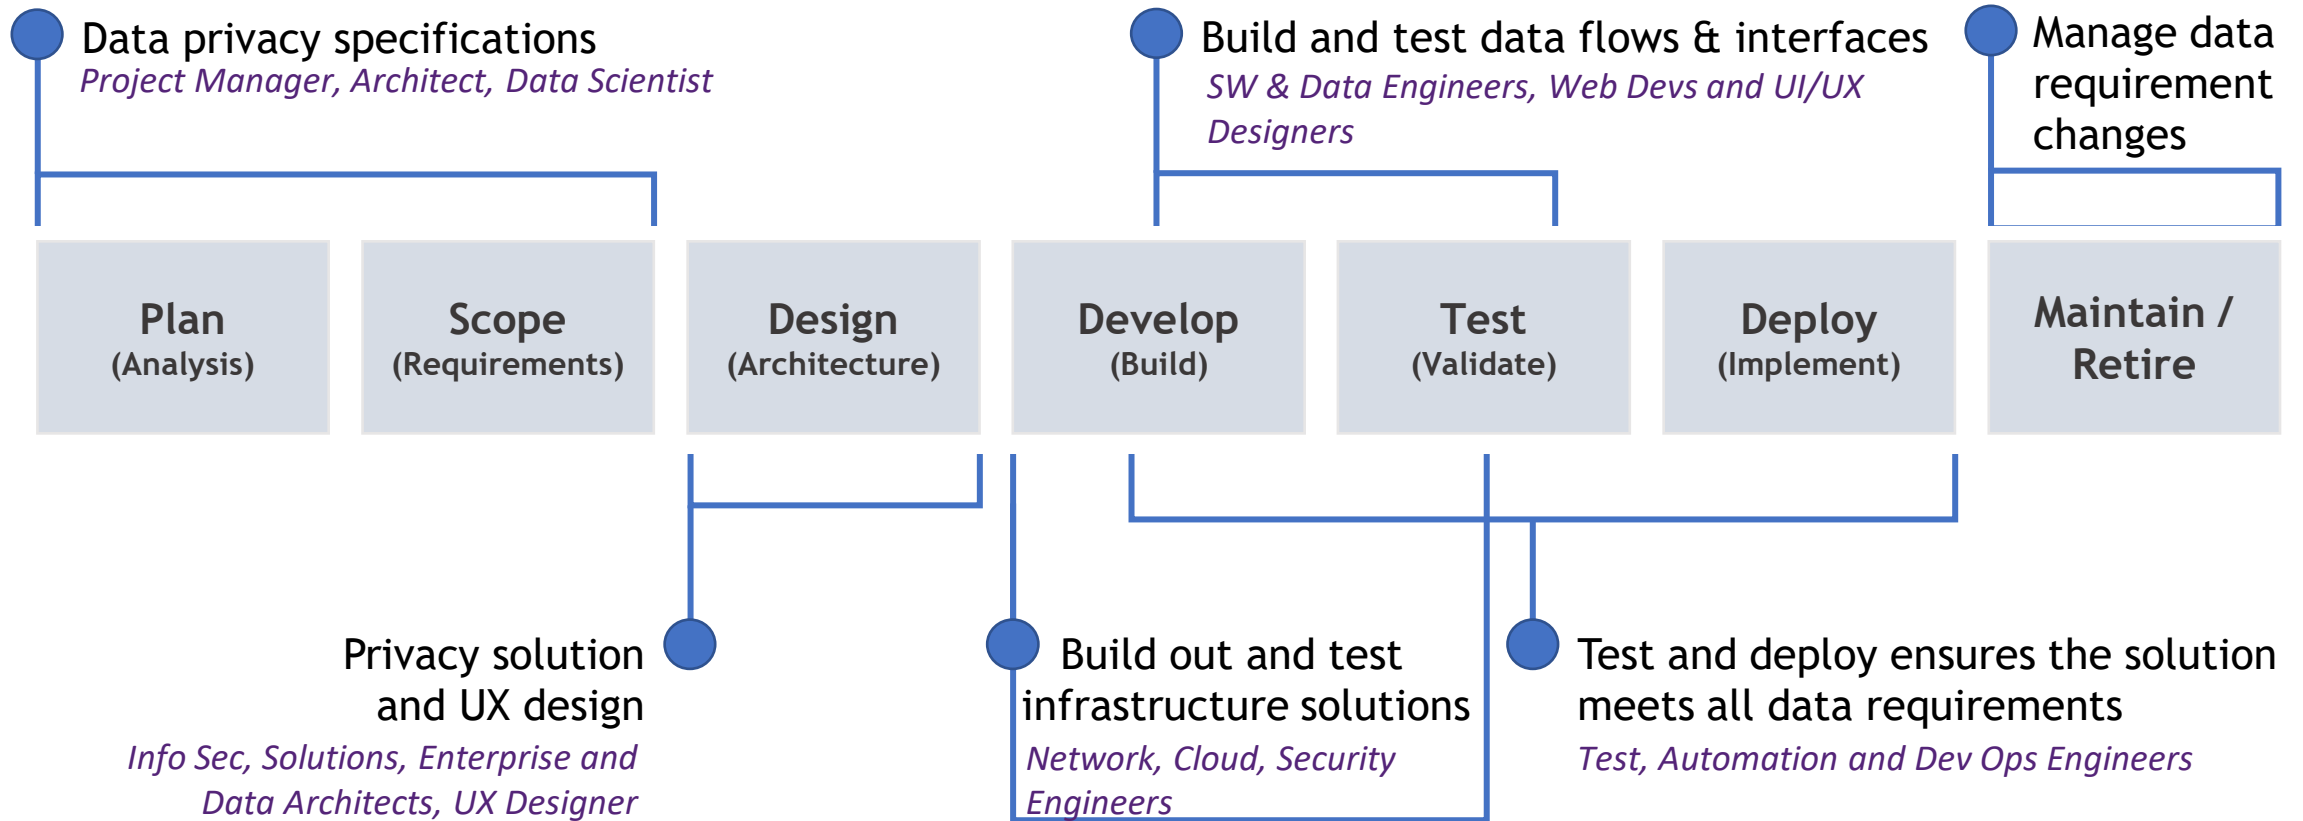 Data privacy specifications
Project Manager, Architect, Data Scientist
Build and test data flows & interfaces
SW & Data Engineers, Web Devs and UI/UX
Designers
Manage data
requirement
changes
Plan
(Analysis)
Scope
(Requirements)
Design
(Architecture)
Develop
(Build)
Test
(Validate)
Deploy
(Implement)
Maintain /
Retire
Privacy solution
and UX design
Info Sec, Solutions, Enterprise and
Data Architects, UX Designer
Build out and test
infrastructure solutions
Network, Cloud, Security
Engineers
Test and deploy ensures the solution
meets all data requirements
Test, Automation and Dev Ops Engineers